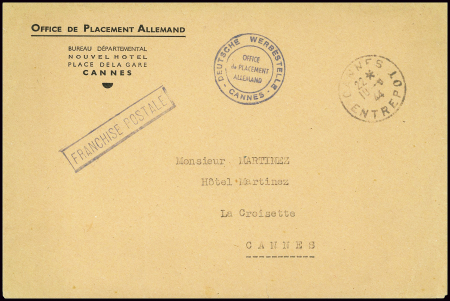 OFFICE DE PLACEMENT ALLEMAND
BUREAU DÉPARTEMENTAL
NOUVEL HOTEL
PLACE DE LA GARE
CANNES
DEUTSCHE WERBESTELLE
OFFICE
de PLACEMENT
ALLEMAND
- CANNES -
CANNES
44
ENTREPOT
FRANCHISE POSTALE
Monsieur MARTINEZ
Hôtel Martinez
La Croisette
CANNES